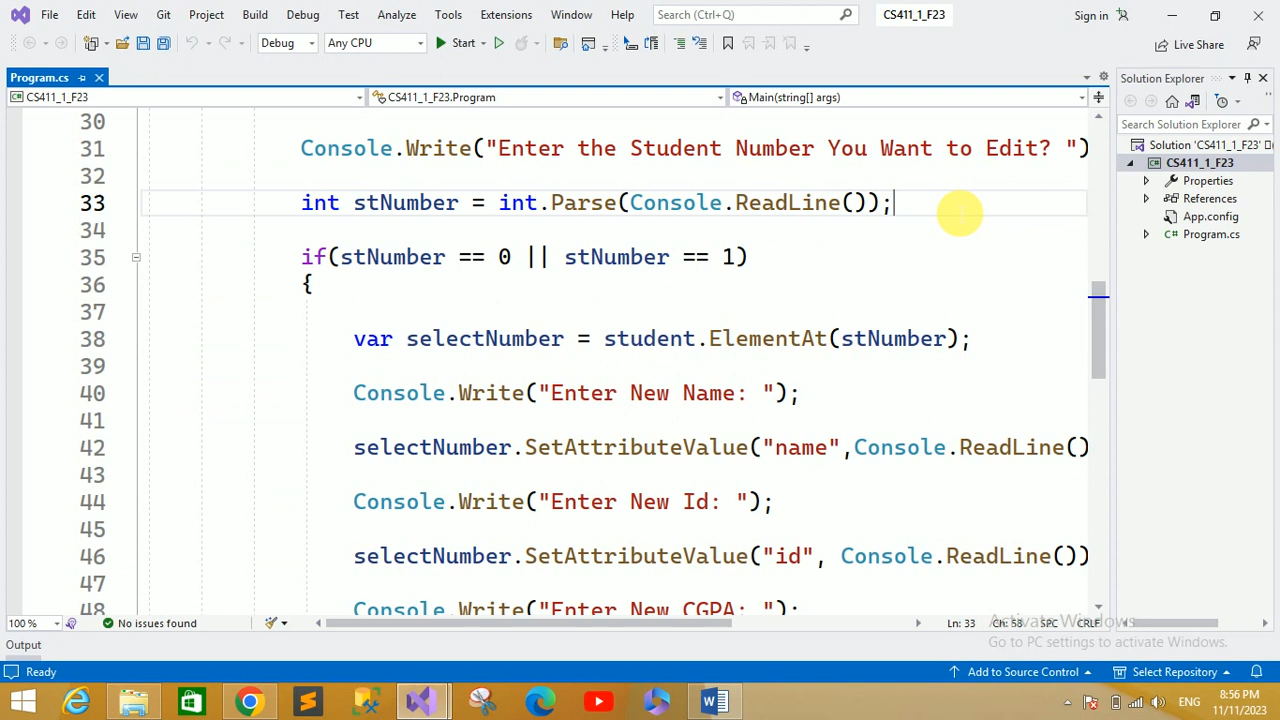 File Edit View Git Project Build Debug Test Analyze Tools Extensions Window Help Search (Ctrl+Q) CS411_1_F23 Sign in
Debug Any CPU Start Live Share
Program.cs Solution Explorer
CS411_1_F23 CS411_1_F23.Program Main(string[] args)
Search Solution Explorer
Solution 'CS411_1_F23'
CS411_1_F23
Properties
References
App.config
Program.cs
30
31 Console.Write("Enter the Student Number You Want to Edit? ")
32
33 int stNumber = int.Parse(Console.ReadLine());
34
35 if(stNumber == 0 || stNumber == 1)
36 {
37
38 var selectNumber = student.ElementAt(stNumber);
39
40 Console.Write("Enter New Name: ");
41
42 selectNumber.SetAttributeValue("name",Console.ReadLine()
43
44 Console.Write("Enter New Id: ");
45
46 selectNumber.SetAttributeValue("id", Console.ReadLine())
47
48 Console.Write("Enter New CGPA: ");
100 % No issues found Ln: 33 Ch: 58 SPC CRLF
Activate Windows
Go to PC settings to activate Windows.
Output
Ready Add to Source Control Select Repository
ENG 8:56 PM
11/11/2023